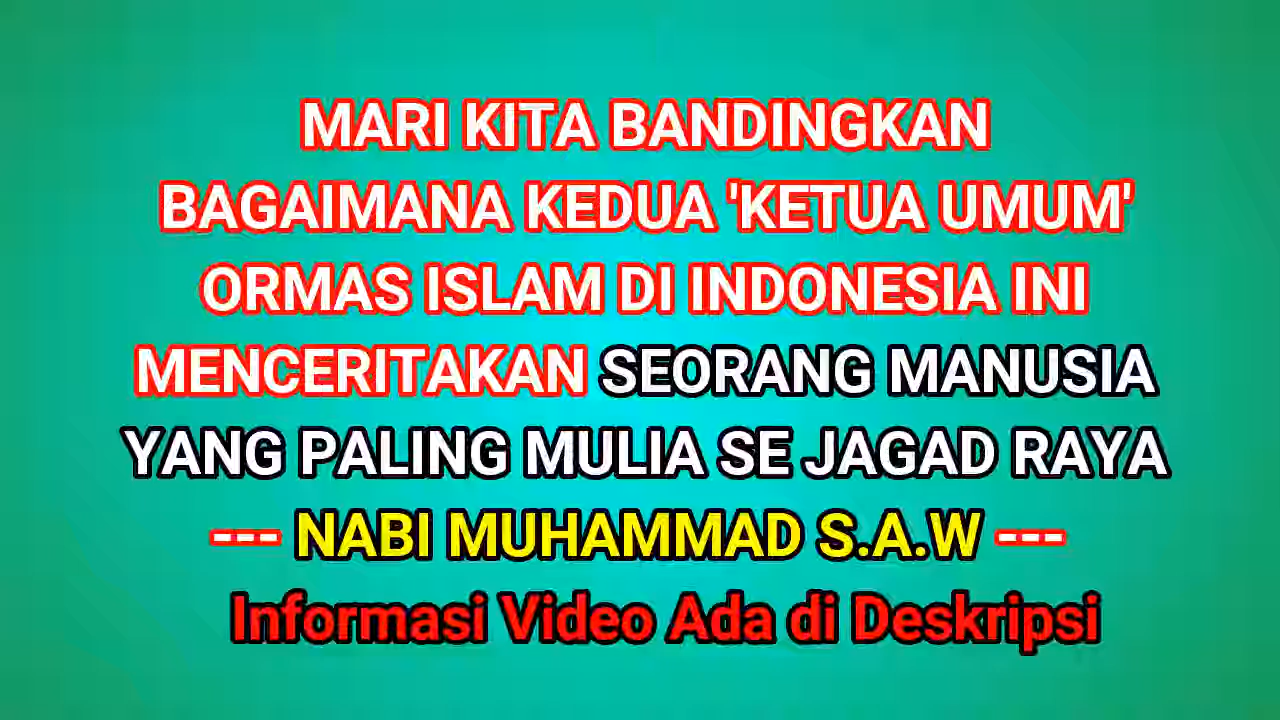 MARI KITA BANDINGKAN
BAGAIMANA KEDUA 'KETUA UMUM'
ORMAS ISLAM DI INDONESIA INI
MENCERITAKAN SEORANG MANUSIA
YANG PALING MULIA SE JAGAD RAYA
--- NABI MUHAMMAD S.A.W ---
Informasi Video Ada di Deskripsi